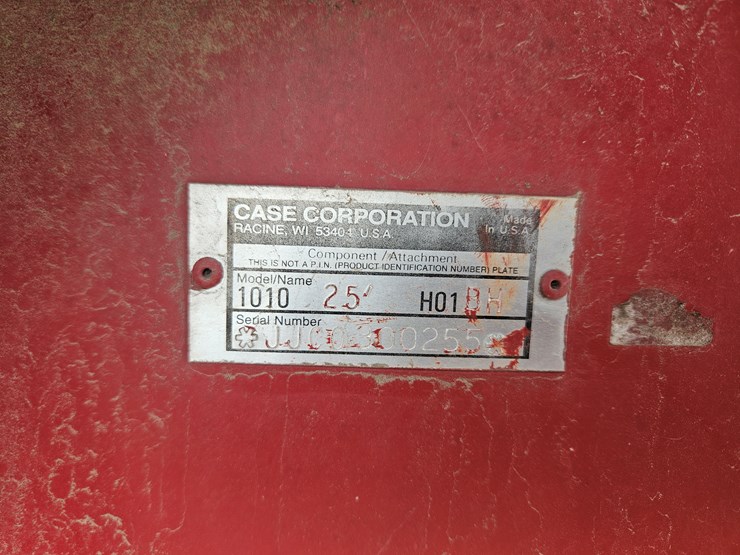 CASE CORPORATION
RACINE, WI 53404 U.S.A.
Made
In U.S.A.
Component / Attachment
THIS IS NOT A P.I.N. (PRODUCT IDENTIFICATION NUMBER) PLATE
Model/Name
1010 25' H01
Serial Number